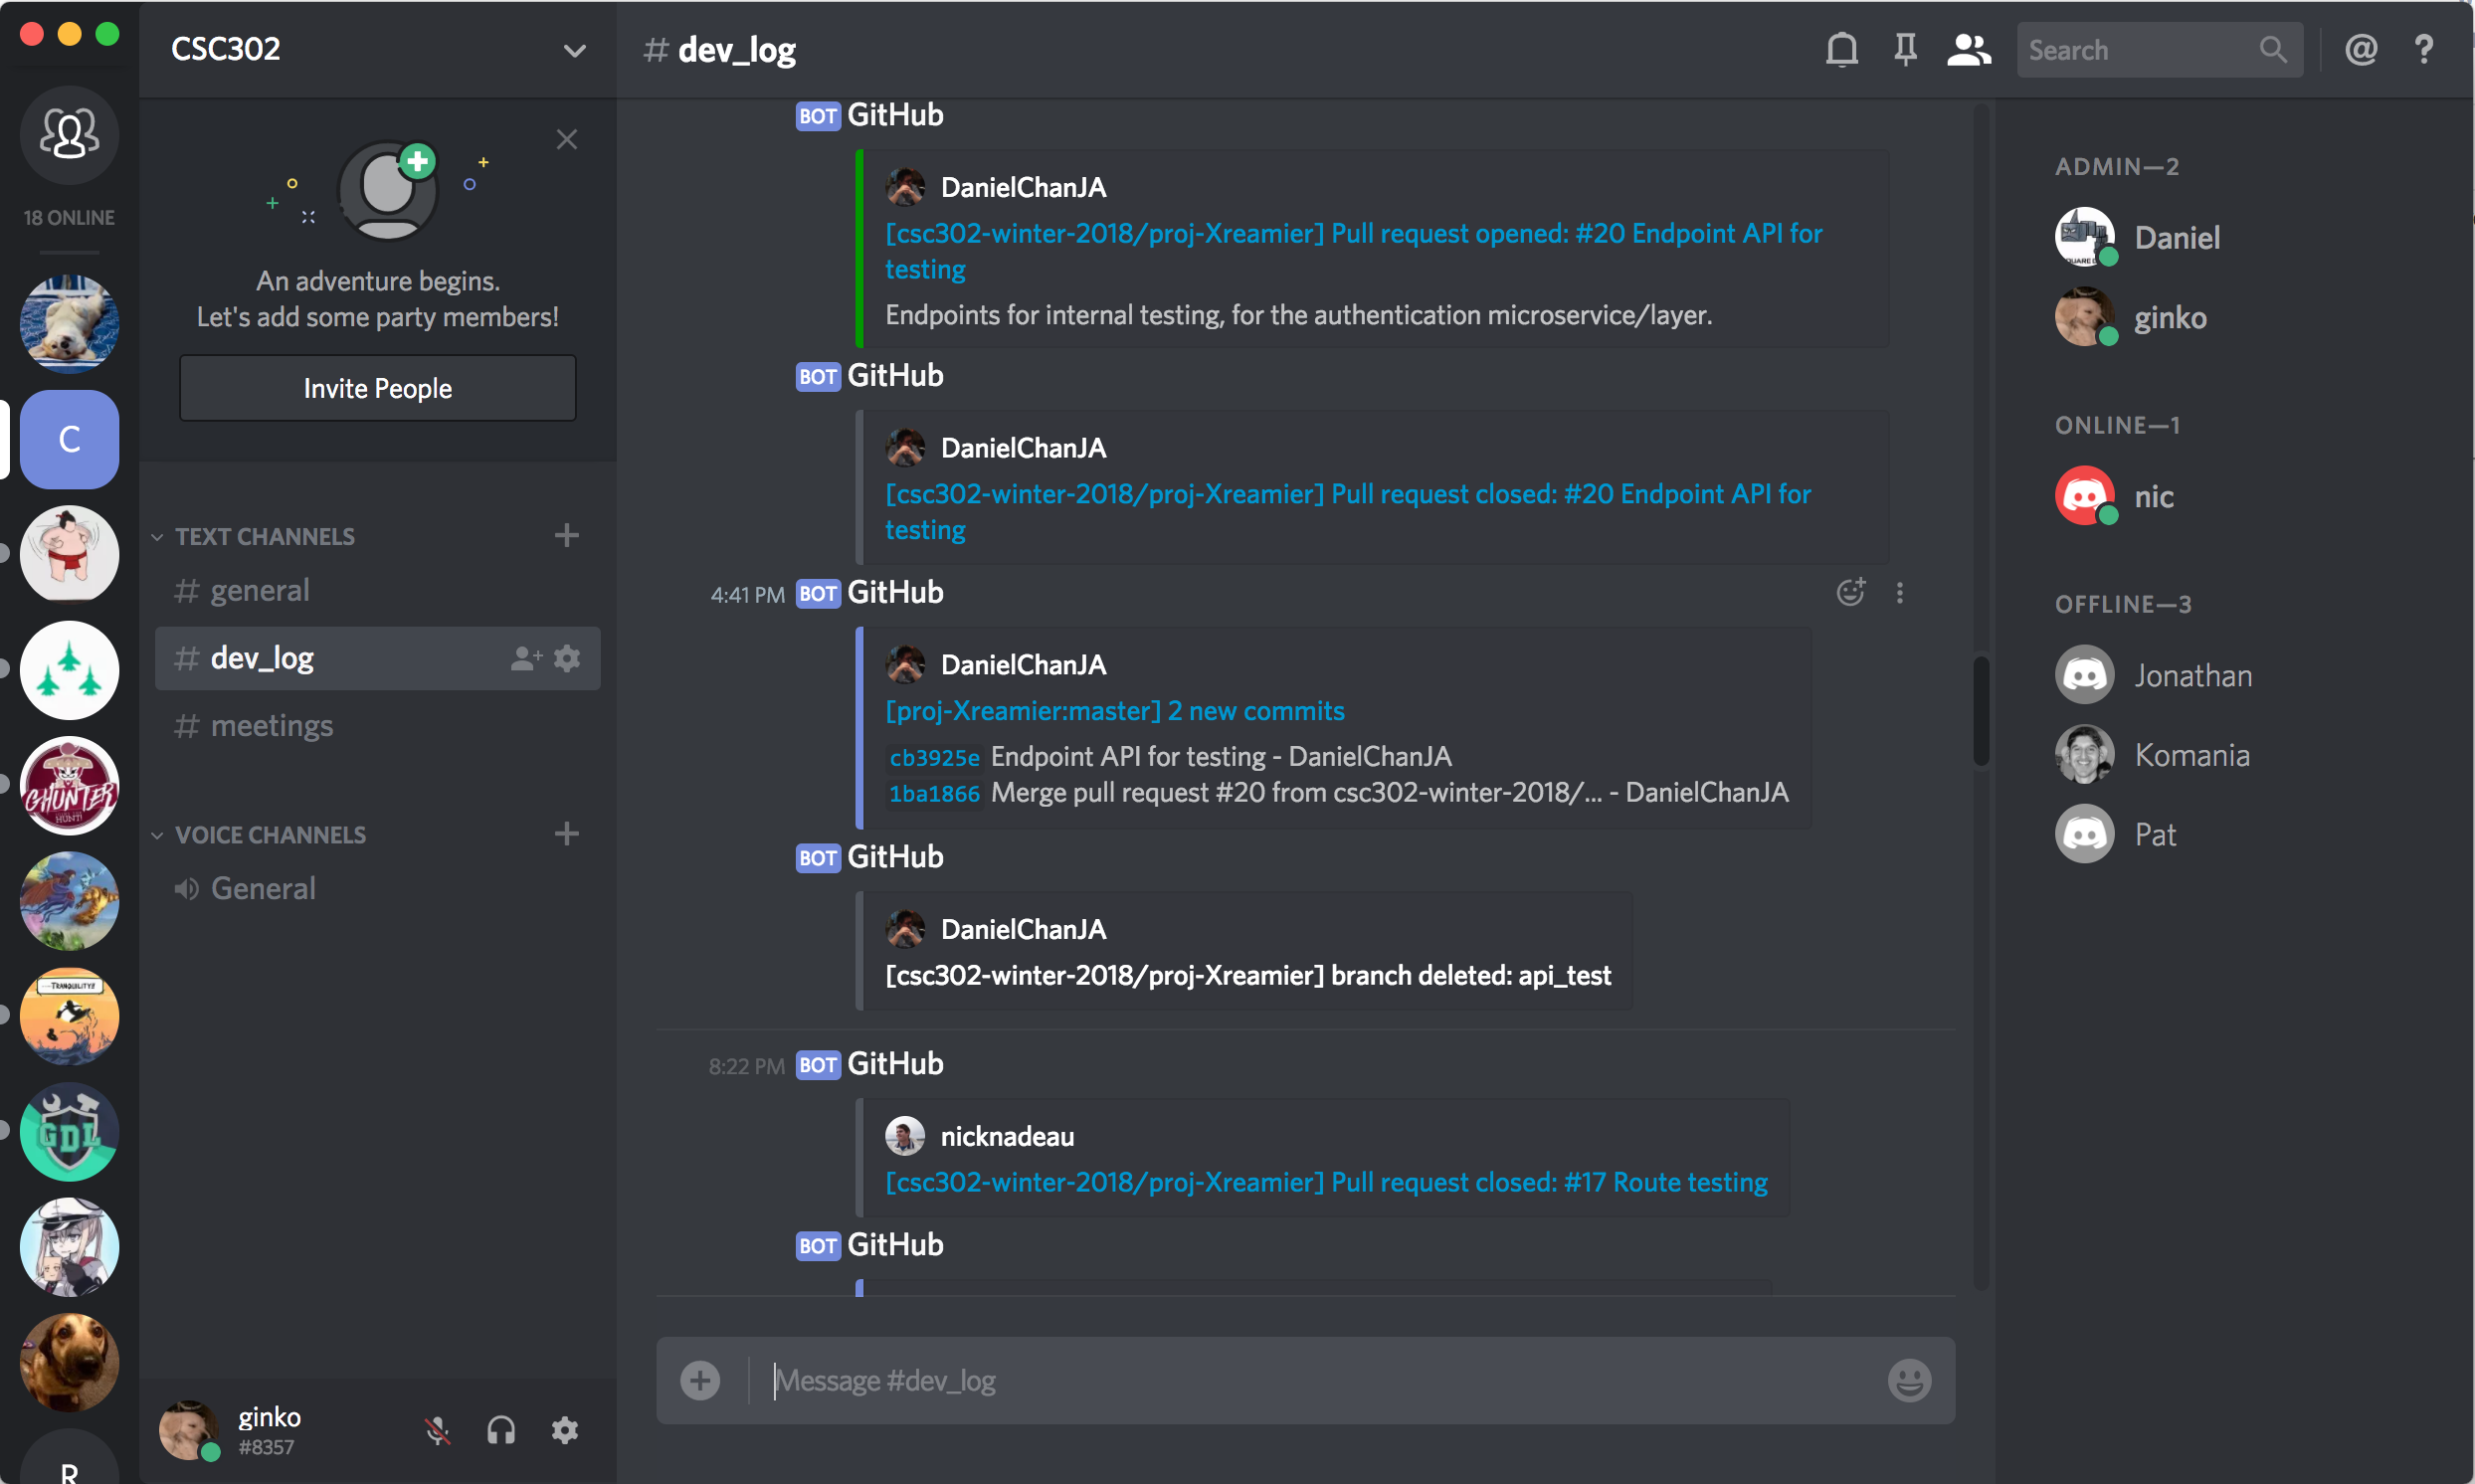 CSC302
# dev_log
Search
@
?
18 ONLINE
An adventure begins.
Let's add some party members!
Invite People
C
TEXT CHANNELS
# general
# dev_log
# meetings
VOICE CHANNELS
General
GHUNTER
HUNT!
TRANQUILITY!!
GDL
R
ginko
#8357
BOT GitHub
DanielChanJA
[csc302-winter-2018/proj-Xreamier] Pull request opened: #20 Endpoint API for
testing
Endpoints for internal testing, for the authentication microservice/layer.
BOT GitHub
DanielChanJA
[csc302-winter-2018/proj-Xreamier] Pull request closed: #20 Endpoint API for
testing
4:41 PM BOT GitHub
DanielChanJA
[proj-Xreamier:master] 2 new commits
cb3925e Endpoint API for testing - DanielChanJA
1ba1866 Merge pull request #20 from csc302-winter-2018/... - DanielChanJA
BOT GitHub
DanielChanJA
[csc302-winter-2018/proj-Xreamier] branch deleted: api_test
8:22 PM BOT GitHub
nicknadeau
[csc302-winter-2018/proj-Xreamier] Pull request closed: #17 Route testing
BOT GitHub
Message #dev_log
ADMIN—2
Daniel
ginko
ONLINE—1
nic
OFFLINE—3
Jonathan
Komania
Pat